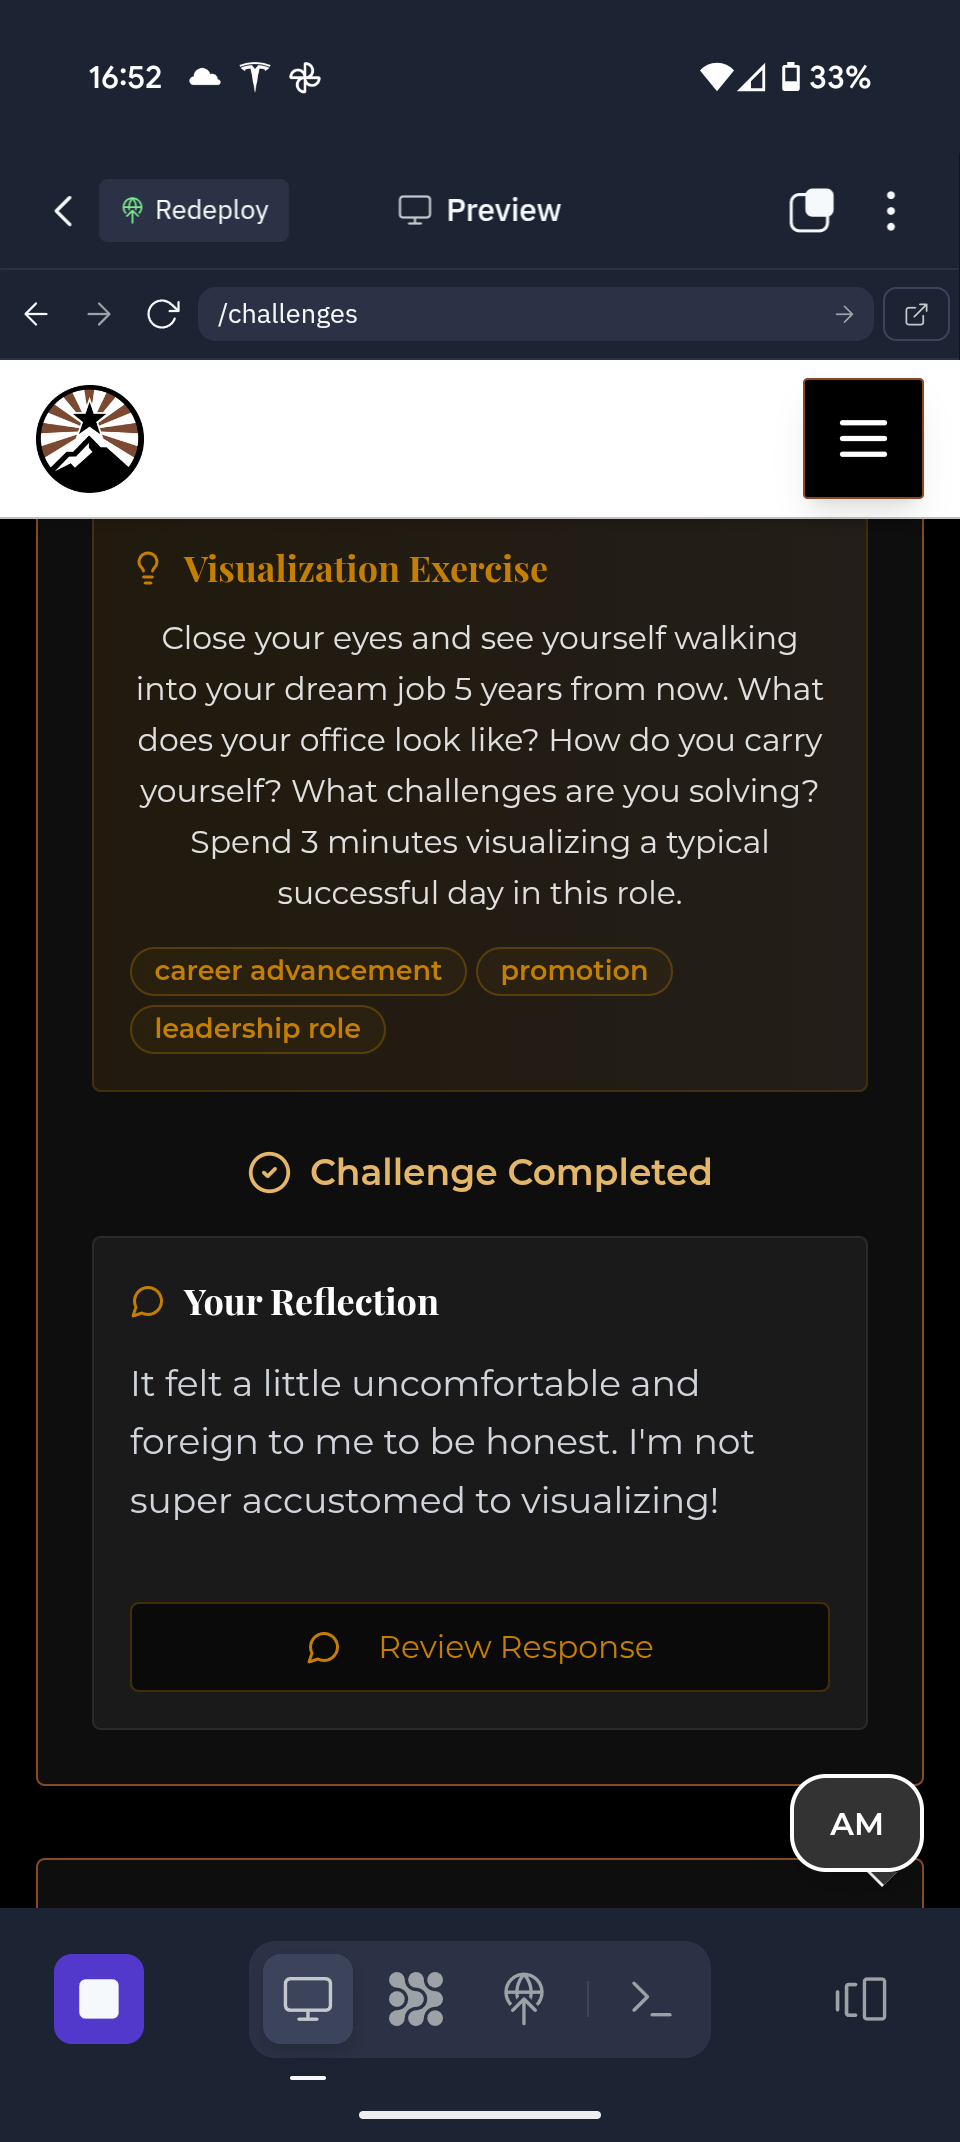 16:52
33%
Redeploy
Preview
/challenges
Visualization Exercise
Close your eyes and see yourself walking
into your dream job 5 years from now. What
does your office look like? How do you carry
yourself? What challenges are you solving?
Spend 3 minutes visualizing a typical
successful day in this role.
career advancement
promotion
leadership role
Challenge Completed
Your Reflection
It felt a little uncomfortable and
foreign to me to be honest. I'm not
super accustomed to visualizing!
Review Response
AM